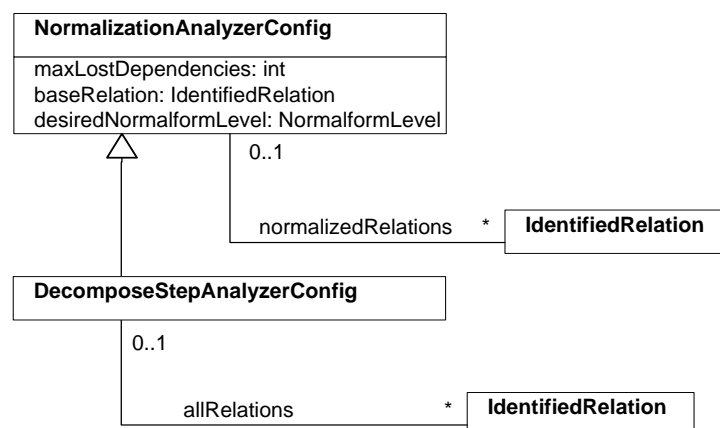 NormalizationAnalyzerConfig
maxLostDependencies: int
baseRelation: IdentifiedRelation
desiredNormalformLevel: NormalformLevel
0..1
normalizedRelations * IdentifiedRelation
DecomposeStepAnalyzerConfig
0..1
allRelations * IdentifiedRelation